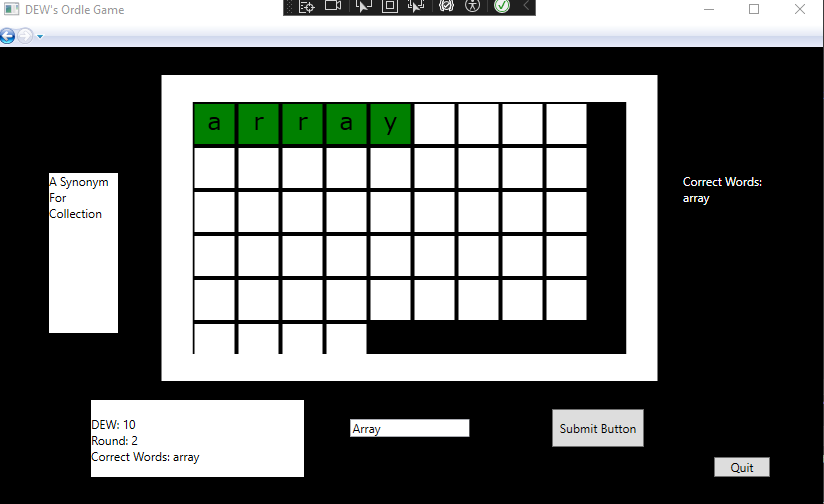 DEW's Ordle Game
a r r a y
A Synonym
For
Collection
Correct Words:
array
DEW: 10
Round: 2
Correct Words: array
Array
Submit Button
Quit